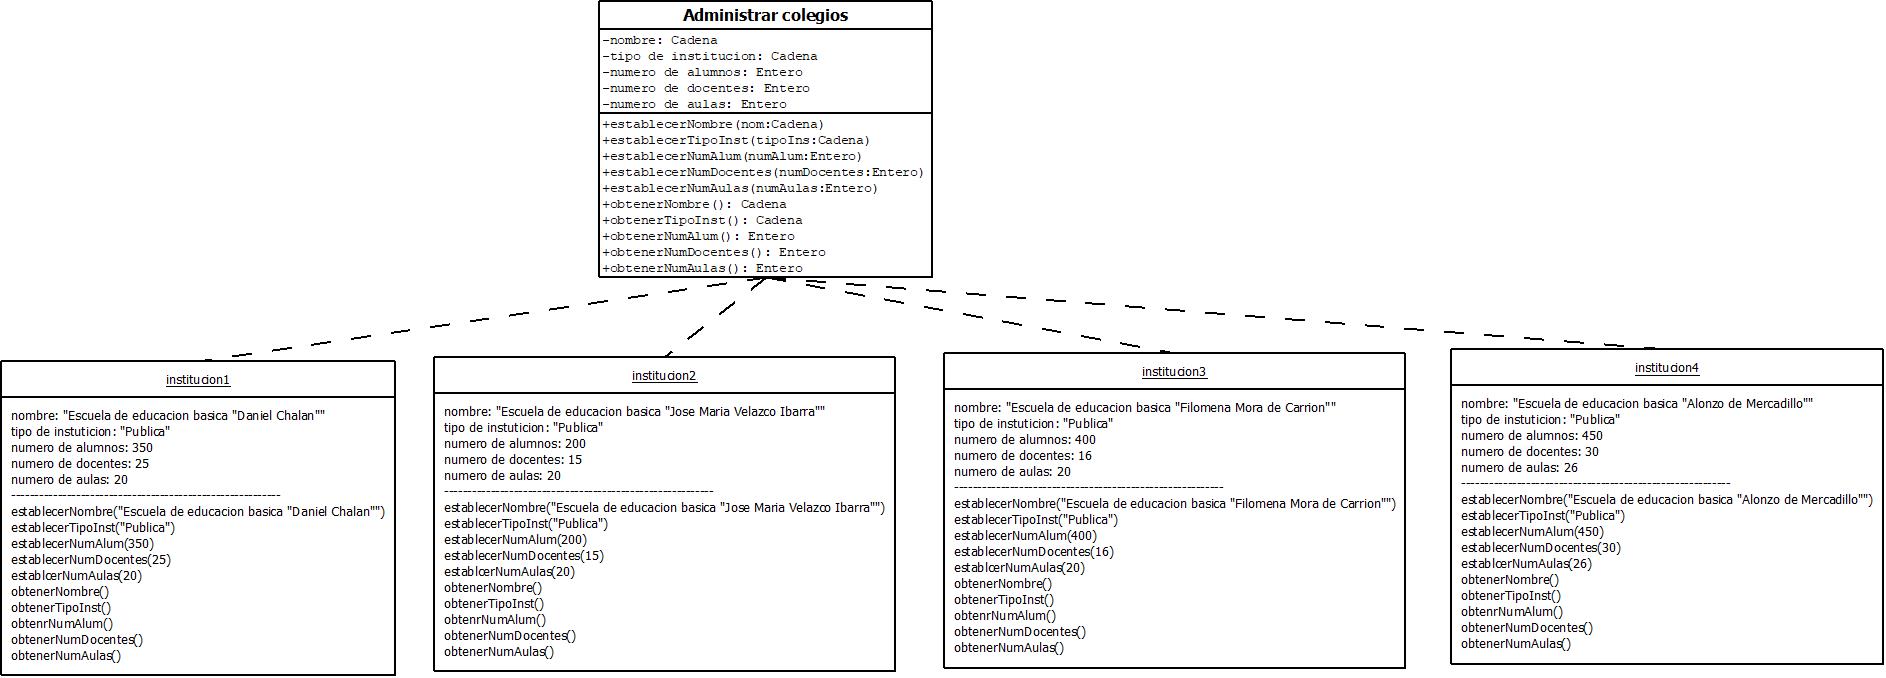 Administrar colegios
-nombre: Cadena
-tipo de institucion: Cadena
-numero de alumnos: Entero
-numero de docentes: Entero
-numero de aulas: Entero
+establecerNombre(nom:Cadena)
+establecerTipoInst(tipoIns:Cadena)
+establecerNumAlum(numAlum:Entero)
+establecerNumDocentes(numDocentes:Entero)
+establecerNumAulas(numAulas:Entero)
+obtenerNombre(): Cadena
+obtenerTipoInst(): Cadena
+obtenerNumAlum(): Entero
+obtenerNumDocentes(): Entero
+obtenerNumAulas(): Entero
institucion1
nombre: "Escuela de educacion basica "Daniel Chalan""
tipo de instuticion: "Publica"
numero de alumnos: 350
numero de docentes: 25
numero de aulas: 20
----------------------------------------------------------
establecerNombre("Escuela de educacion basica "Daniel Chalan"")
establecerTipoInst("Publica")
establecerNumAlum(350)
establecerNumDocentes(25)
establcerNumAulas(20)
obtenerNombre()
obtenerTipoInst()
obtenrNumAlum()
obtenerNumDocentes()
obtenerNumAulas()
institucion2
nombre: "Escuela de educacion basica "Jose Maria Velazco Ibarra""
tipo de instuticion: "Publica"
numero de alumnos: 200
numero de docentes: 15
numero de aulas: 20
----------------------------------------------------------
establecerNombre("Escuela de educacion basica "Jose Maria Velazco Ibarra"")
establecerTipoInst("Publica")
establecerNumAlum(200)
establecerNumDocentes(15)
establcerNumAulas(20)
obtenerNombre()
obtenerTipoInst()
obtenrNumAlum()
obtenerNumDocentes()
obtenerNumAulas()
institucion3
nombre: "Escuela de educacion basica "Filomena Mora de Carrion""
tipo de instuticion: "Publica"
numero de alumnos: 400
numero de docentes: 16
numero de aulas: 20
----------------------------------------------------------
establecerNombre("Escuela de educacion basica "Filomena Mora de Carrion"")
establecerTipoInst("Publica")
establecerNumAlum(400)
establecerNumDocentes(16)
establcerNumAulas(20)
obtenerNombre()
obtenerTipoInst()
obtenrNumAlum()
obtenerNumDocentes()
obtenerNumAulas()
institucion4
nombre: "Escuela de educacion basica "Alonzo de Mercadillo""
tipo de instuticion: "Publica"
numero de alumnos: 450
numero de docentes: 30
numero de aulas: 26
----------------------------------------------------------
establecerNombre("Escuela de educacion basica "Alonzo de Mercadillo"")
establecerTipoInst("Publica")
establecerNumAlum(450)
establecerNumDocentes(30)
establcerNumAulas(26)
obtenerNombre()
obtenerTipoInst()
obtenrNumAlum()
obtenerNumDocentes()
obtenerNumAulas()